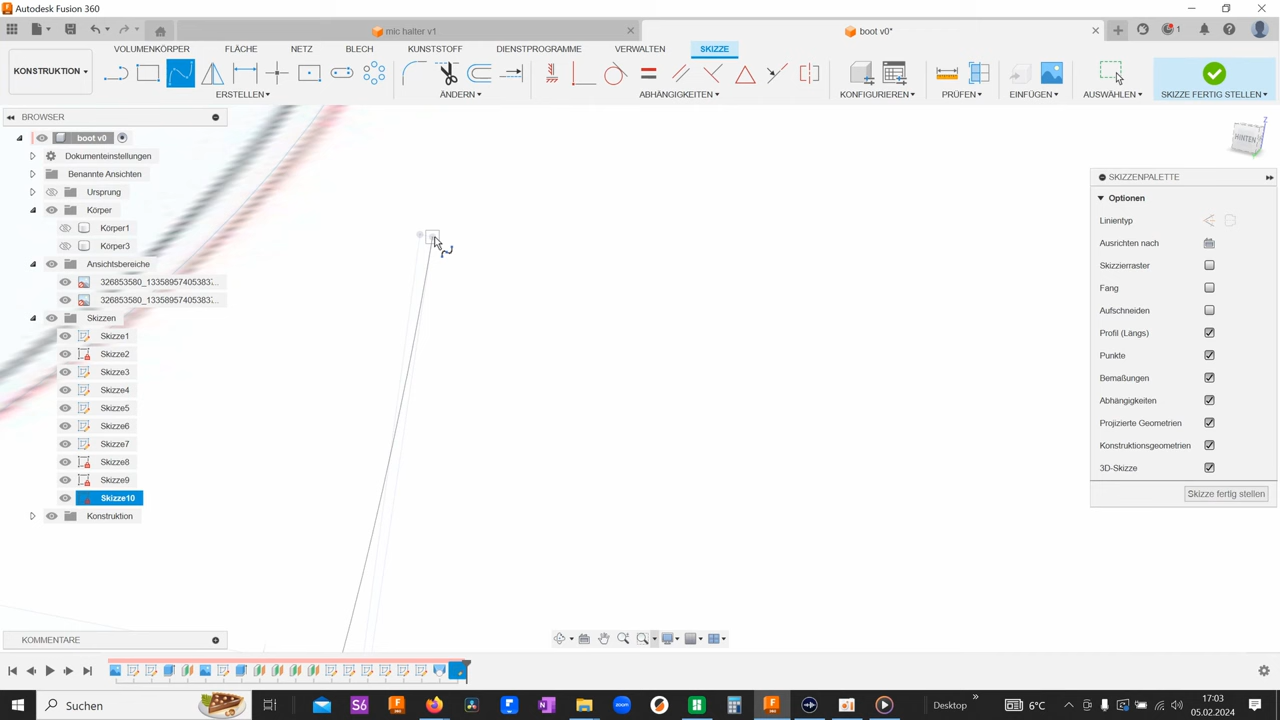 Autodesk Fusion 360
mic halter v1
boot v0*
KONSTRUKTION
VOLUMENKÖRPER
FLÄCHE
NETZ
BLECH
KUNSTSTOFF
DIENSTPROGRAMME
VERWALTEN
SKIZZE
ERSTELLEN
ÄNDERN
ABHÄNGIGKEITEN
KONFIGURIEREN
PRÜFEN
EINFÜGEN
AUSWÄHLEN
SKIZZE FERTIG STELLEN
BROWSER
boot v0
Dokumenteinstellungen
Benannte Ansichten
Ursprung
Körper
Körper1
Körper3
Ansichtsbereiche
326853580_13358957405383?...
326853580_13358957405383?...
Skizzen
Skizze1
Skizze2
Skizze3
Skizze4
Skizze5
Skizze6
Skizze7
Skizze8
Skizze9
Skizze10
Konstruktion
HINTEN
SKIZZENPALETTE
Optionen
Linientyp
Ausrichten nach
Skizzierraster
Fang
Aufschneiden
Profil (Längs)
Punkte
Bemaßungen
Abhängigkeiten
Projizierte Geometrien
Konstruktionsgeometrien
3D-Skizze
Skizze fertig stellen
KOMMENTARE
Suchen
Desktop
6°C
17:03
05.02.2024